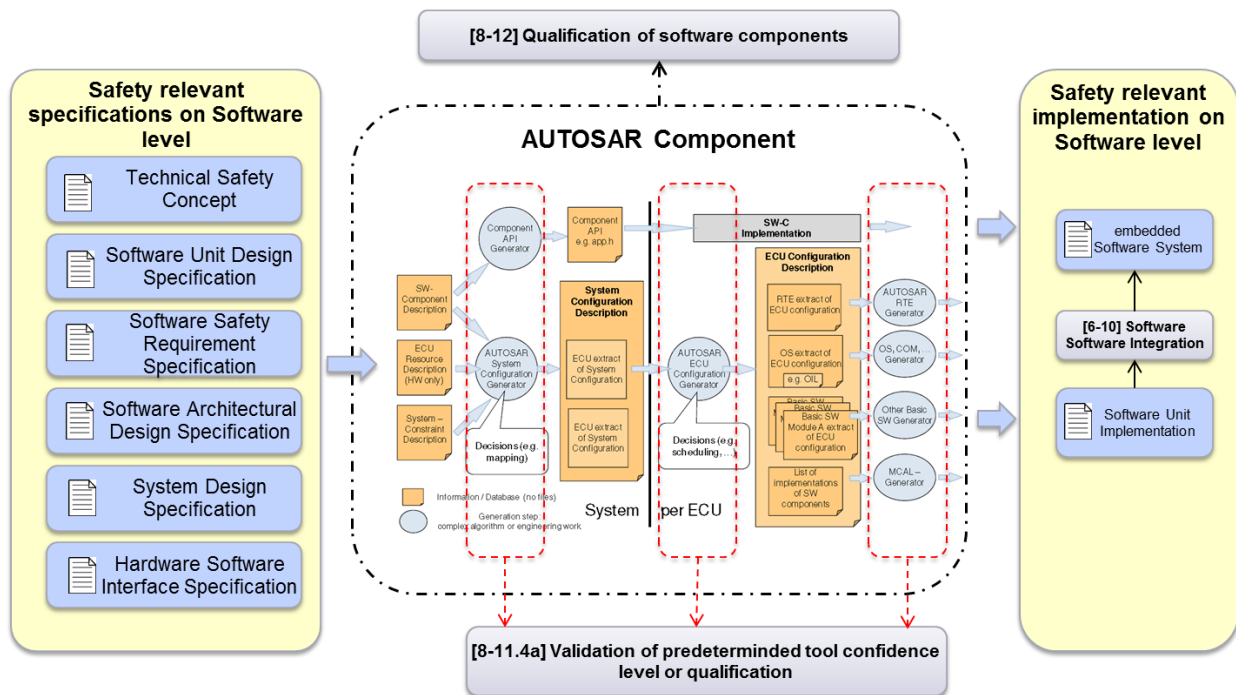 [8-12] Qualification of software components
Safety relevant
specifications on Software
level
Technical Safety
Concept
Software Unit Design
Specification
Software Safety
Requirement
Specification
Software Architectural
Design Specification
System Design
Specification
Hardware Software
Interface Specification
AUTOSAR Component
Component
API
Generator
Component
API
e.g. app.h
SW-C
Implementation
SW-
Component
Description
ECU
Resource
Description
(HW only)
System –
Constraint
Description
AUTOSAR
System
Configuration
Generator
Decisions (e.g.
mapping)
System
Configuration
Description
ECU extract
of System
Configuration
ECU extract
of System
Configuration
AUTOSAR
ECU
Configuration
Generator
Decisions (e.g.
scheduling,...)
ECU Configuration
Description
RTE extract of
ECU configuration
OS extract of
ECU configuration
e.g. OIL
Basic SW
Basic SW
Basic SW
Module A extract
of ECU
configuration
List of
implementations
of SW
components
AUTOSAR
RTE
Generator
OS, COM, ...
Generator
Other Basic
SW Generator
MCAL–
Generator
Information / Database (no files)
Generation step:
complex algorithm or engineering work
System
per ECU
[8-11.4a] Validation of predeterminded tool confidence
level or qualification
Safety relevant
implementation on
Software level
embedded
Software System
[6-10] Software
Software Integration
Software Unit
Implementation